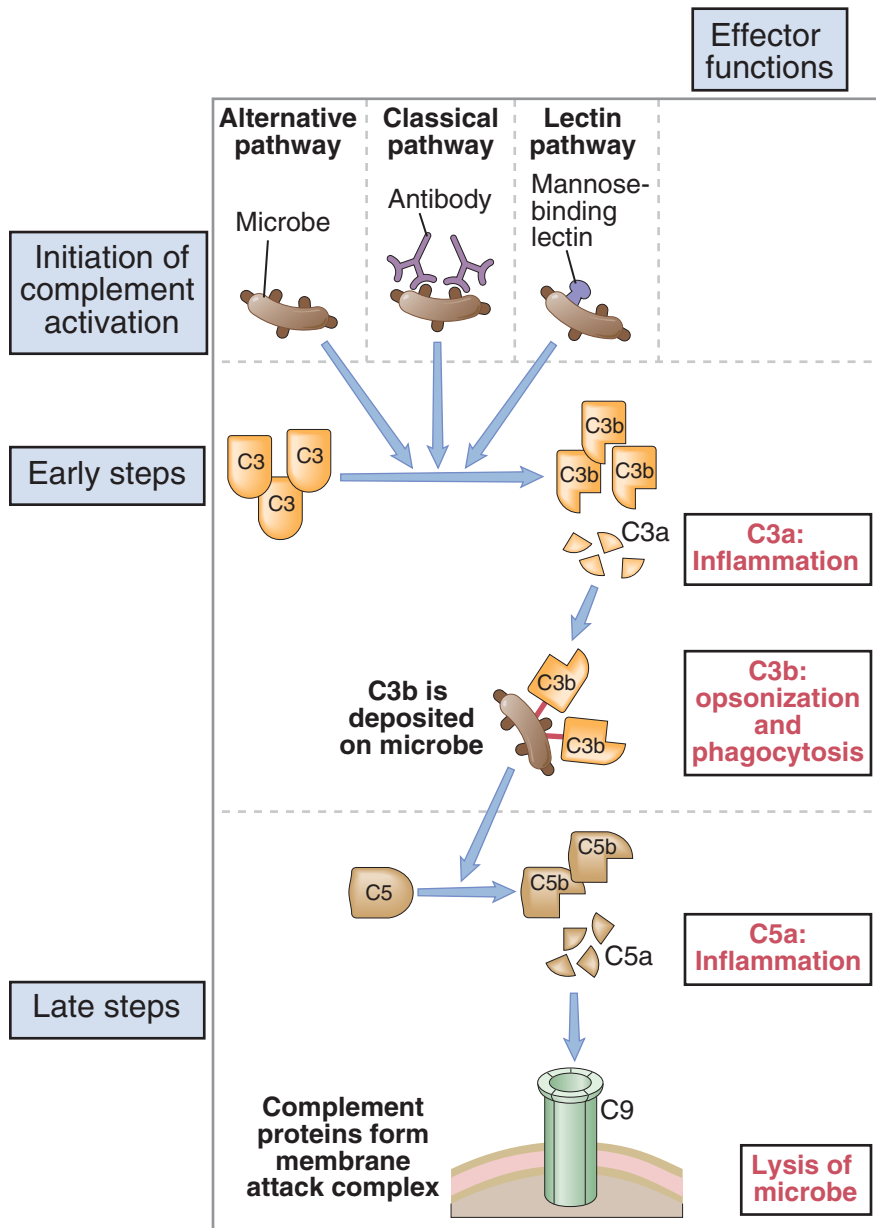 Effector
functions
Alternative
pathway
Classical
pathway
Lectin
pathway
Initiation of
complement
activation
Microbe
Antibody
Mannose-
binding
lectin
Early steps
C3
C3
C3
C3b
C3b
C3b
C3a
C3a:
Inflammation
C3b is
deposited
on microbe
C3b
C3b
C3b:
opsonization
and
phagocytosis
Late steps
C5
C5b
C5b
C5a
C5a:
Inflammation
Complement
proteins form
membrane
attack complex
C9
Lysis of
microbe